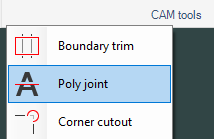 CAM tools
Boundary trim
Poly joint
Corner cutout